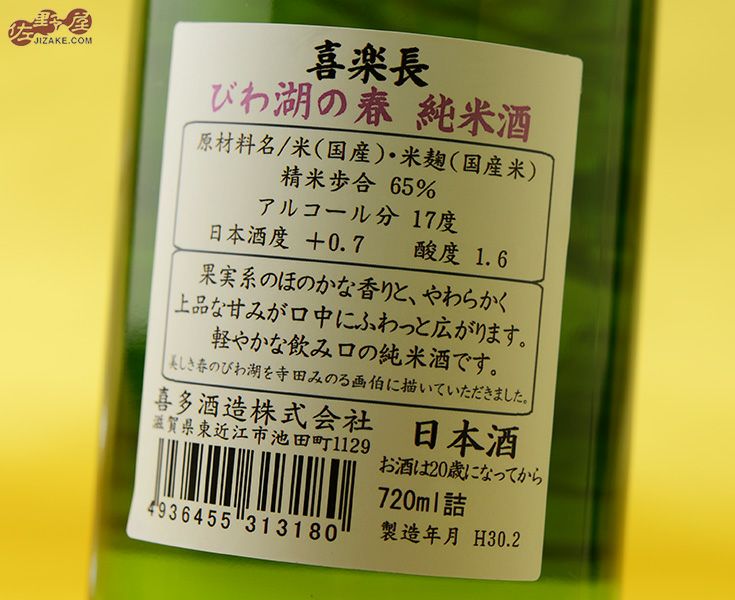 佐野屋
JIZAKE.COM
喜楽長
びわ湖の春 純米酒
原材料名/米(国産)・米麹(国産米)
精米歩合 65%
アルコール分 17度
日本酒度 +0.7 酸度 1.6
果実系のほのかな香りと、やわらかく
上品な甘みが口中にふわっと広がります。
軽やかな飲み口の純米酒です。
美しき春のびわ湖を寺田みのる画伯に描いていただきました。
喜多酒造株式会社
滋賀県東近江市池田町1129
4936455 313180
日本酒
お酒は20歳になってから
720ml詰
製造年月 H30.2